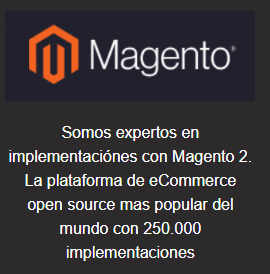 Magento®
Somos expertos en
implementaciónes con Magento 2.
La plataforma de eCommerce
open source mas popular del
mundo con 250.000
implementaciones